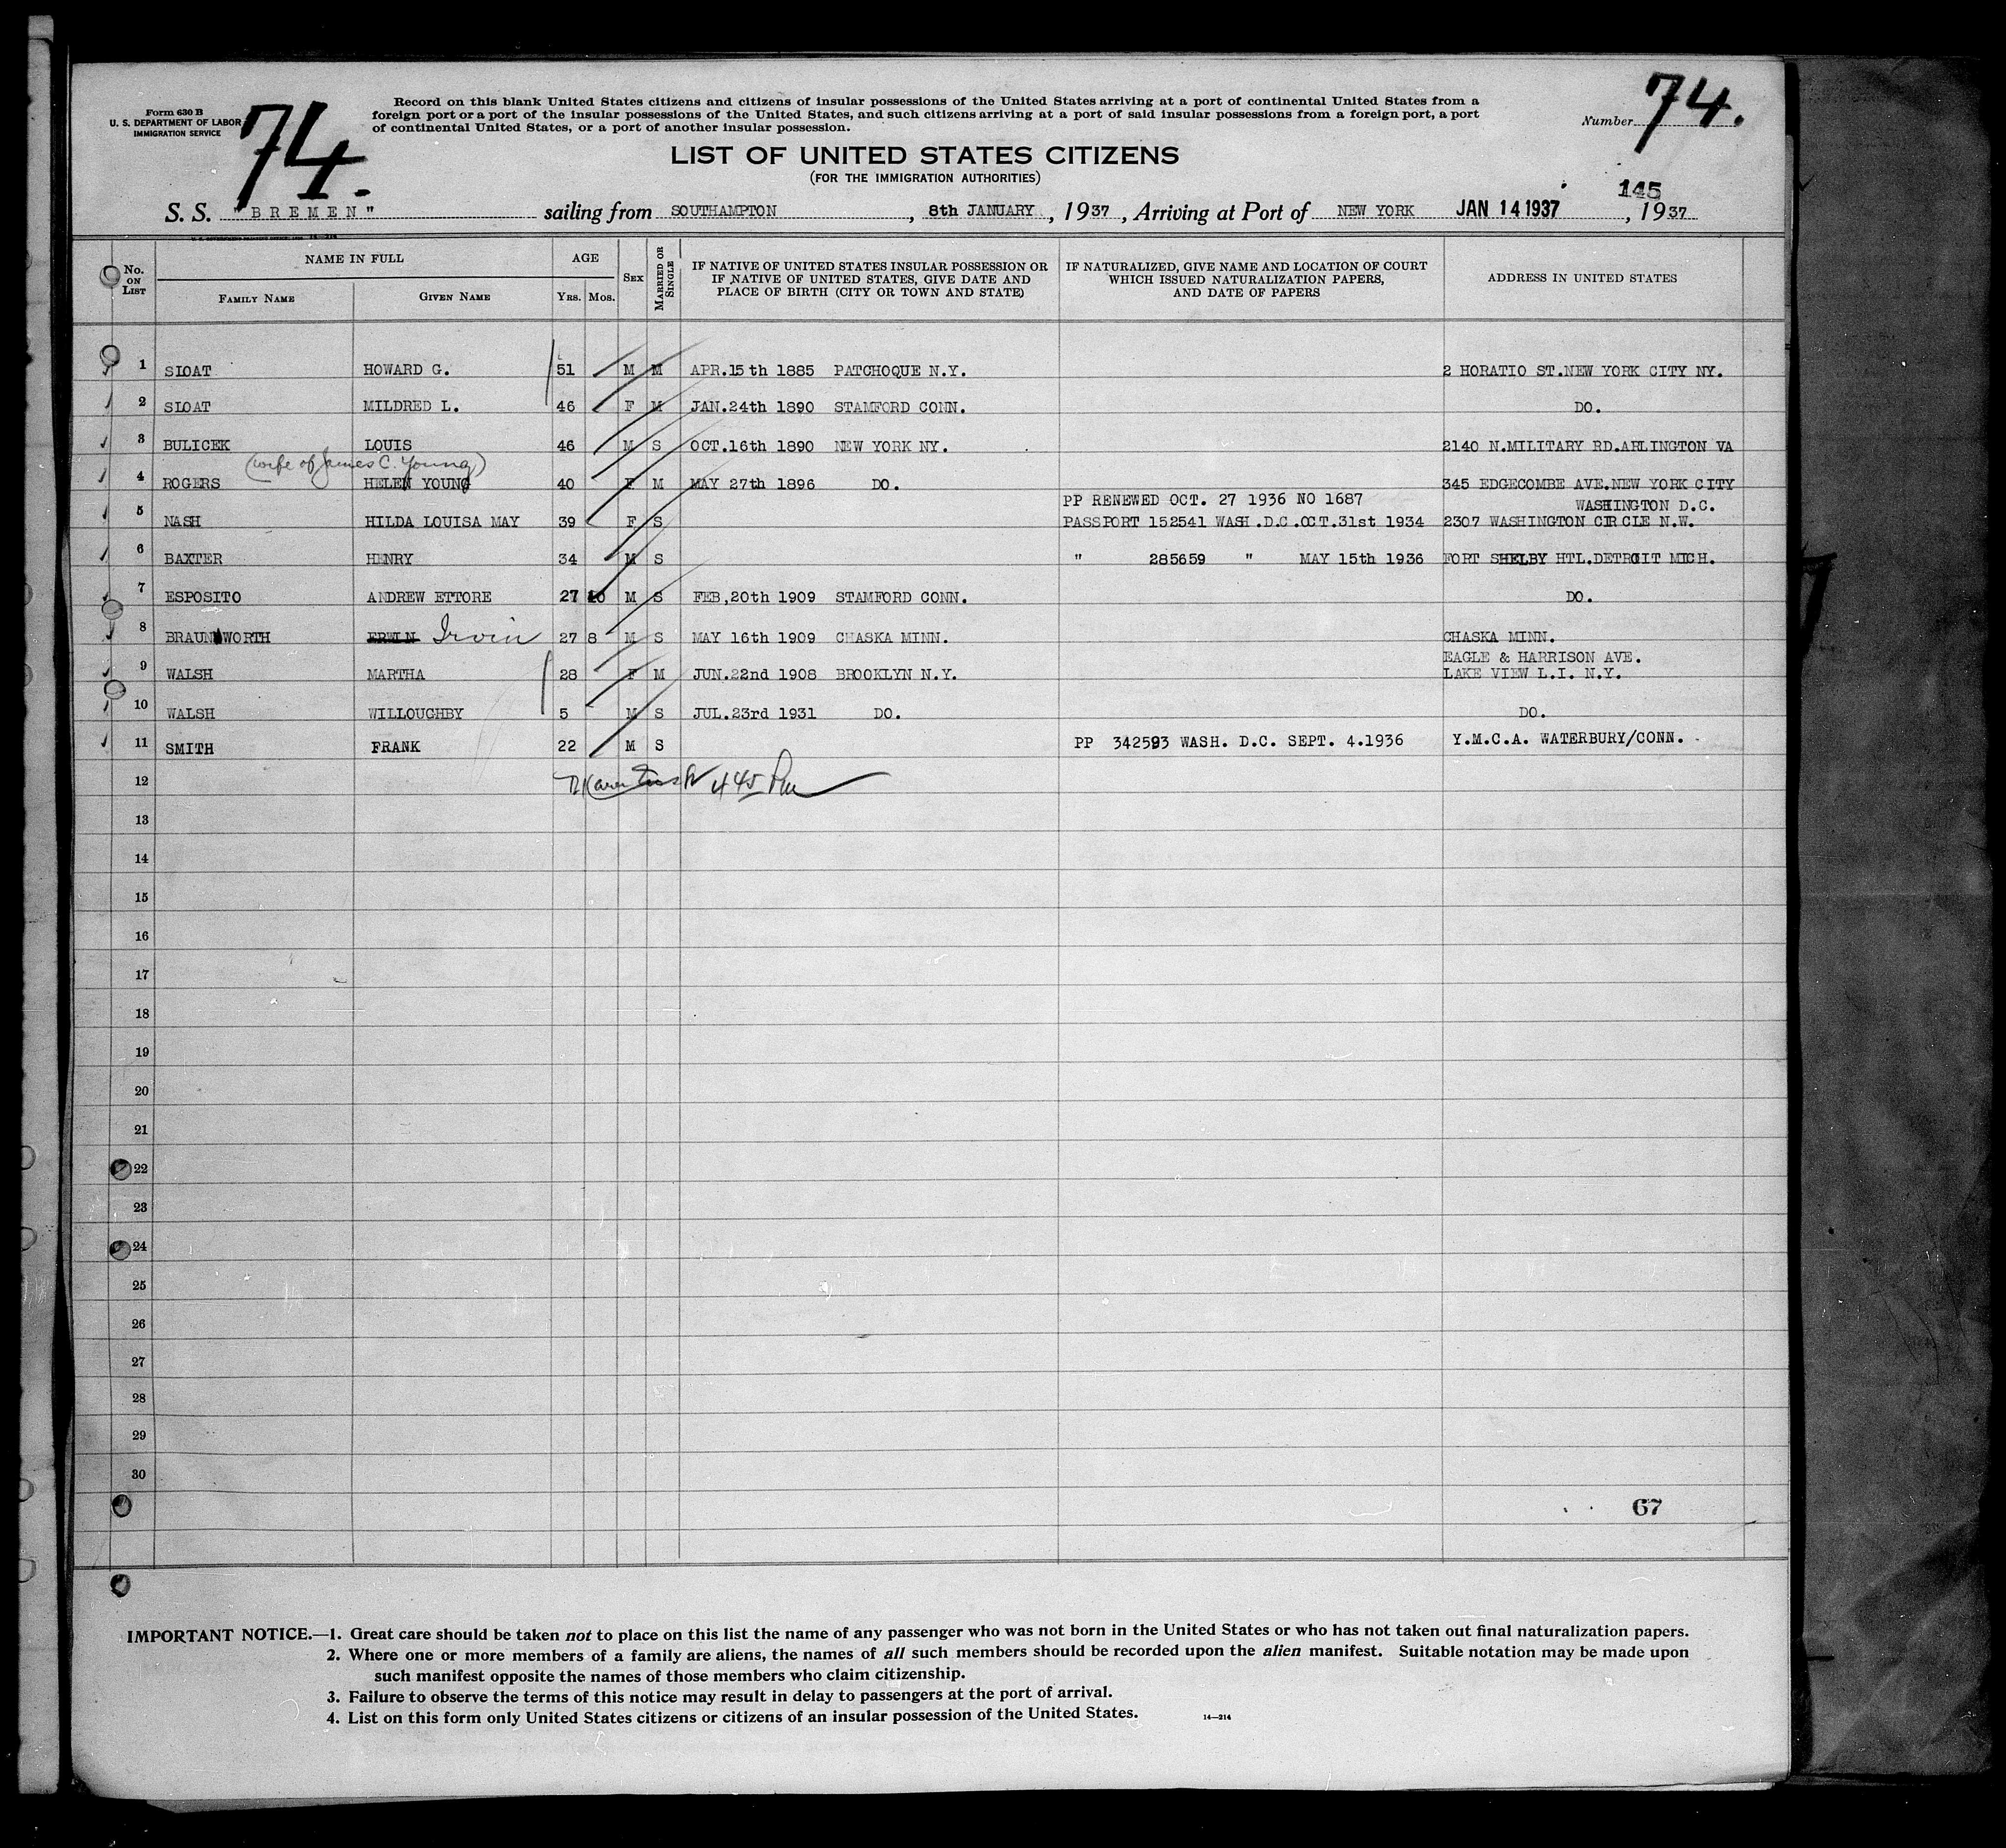 Form 630 B
U. S. DEPARTMENT OF LABOR
IMMIGRATION SERVICE
74.
Record on this blank United States citizens and citizens of insular possessions of the United States arriving at a port of continental United States from a
foreign port or a port of the insular possessions of the United States, and such citizens arriving at a port of said insular possessions from a foreign port, a port
of continental United States, or a port of another insular possession.
Number 74.
LIST OF UNITED STATES CITIZENS
(FOR THE IMMIGRATION AUTHORITIES)
145
S. S. "BREMEN" sailing from SOUTHAMPTON, 8th JANUARY, 1937, Arriving at Port of NEW YORK JAN 14 1937, 1937
No. ON LIST NAME IN FULL FAMILY NAME GIVEN NAME AGE YRS. MOS. SEX MARRIED OR SINGLE IF NATIVE OF UNITED STATES INSULAR POSSESSION OR IF NATIVE OF UNITED STATES, GIVE DATE AND PLACE OF BIRTH (CITY OR TOWN AND STATE) IF NATURALIZED, GIVE NAME AND LOCATION OF COURT WHICH ISSUED NATURALIZATION PAPERS, AND DATE OF PAPERS ADDRESS IN UNITED STATES
1 SLOAT HOWARD G. 51 M M APR.15th 1885 PATCHOQUE N.Y. 2 HORATIO ST.NEW YORK CITY NY.
2 SLOAT MILDRED L. 46 F M JAN.24th 1890 STAMFORD CONN. DO.
3 BULICEK LOUIS 46 M S OCT.16th 1890 NEW YORK NY. 2140 N.MILITARY RD.ARLINGTON VA
(wife of James C. Young)
4 ROGERS HELEN YOUNG 40 F M MAY 27th 1896 DO. 345 EDGECOMBE AVE.NEW YORK CITY
PP RENEWED OCT. 27 1936 NO 1687 WASHINGTON D.C.
5 NASH HILDA LOUISA MAY 39 F S PASSPORT 152541 WASH.D.C.OCT.31st 1934 2307 WASHINGTON CIRCLE N.W.
6 BAXTER HENRY 34 M S " 285659 " MAY 15th 1936 FORT SHELBY HTL.DETROIT MICH.
7 ESPOSITO ANDREW ETTORE 27 10 M S FEB,20th 1909 STAMFORD CONN. DO.
8 BRAUNWORTH ERWIN Irvin 27 8 M S MAY 16th 1909 CHASKA MINN. CHASKA MINN.
EAGLE & HARRISON AVE.
9 WALSH MARTHA 28 F M JUN.22nd 1908 BROOKLYN N.Y. LAKE VIEW L.I. N.Y.
10 WALSH WILLOUGHBY 5 M S JUL.23rd 1931 DO. DO.
11 SMITH FRANK 22 M S PP 342593 WASH. D.C. SEPT. 4.1936 Y.M.C.A. WATERBURY/CONN.
12 445 Pm
13
14
15
16
17
18
19
20
21
22
23
24
25
26
27
28
29
30
67
IMPORTANT NOTICE.—1. Great care should be taken not to place on this list the name of any passenger who was not born in the United States or who has not taken out final naturalization papers.
2. Where one or more members of a family are aliens, the names of all such members should be recorded upon the alien manifest. Suitable notation may be made upon
such manifest opposite the names of those members who claim citizenship.
3. Failure to observe the terms of this notice may result in delay to passengers at the port of arrival.
4. List on this form only United States citizens or citizens of an insular possession of the United States.
14—214